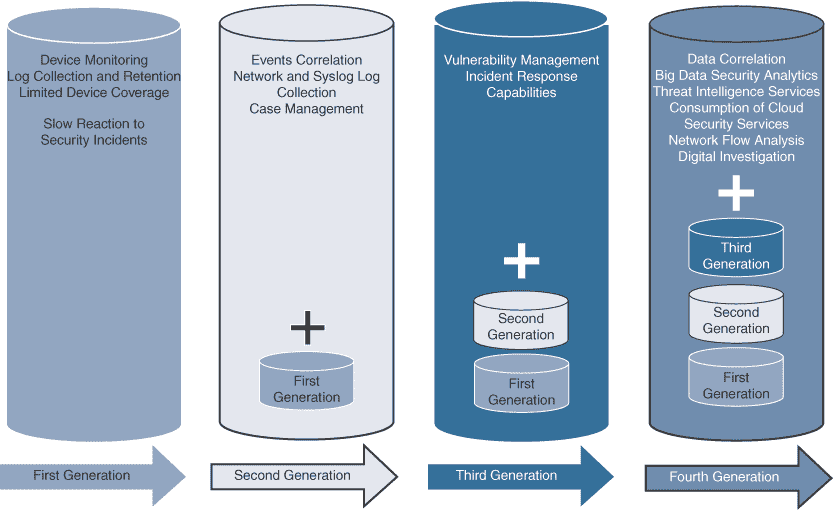 Device Monitoring
Log Collection and Retention
Limited Device Coverage
Slow Reaction to
Security Incidents
First Generation
Events Correlation
Network and Syslog Log
Collection
Case Management
First
Generation
Second Generation
Vulnerability Management
Incident Response
Capabilities
Second
Generation
First
Generation
Third Generation
Data Correlation
Big Data Security Analytics
Threat Intelligence Services
Consumption of Cloud
Security Services
Network Flow Analysis
Digital Investigation
Third
Generation
Second
Generation
First
Generation
Fourth Generation